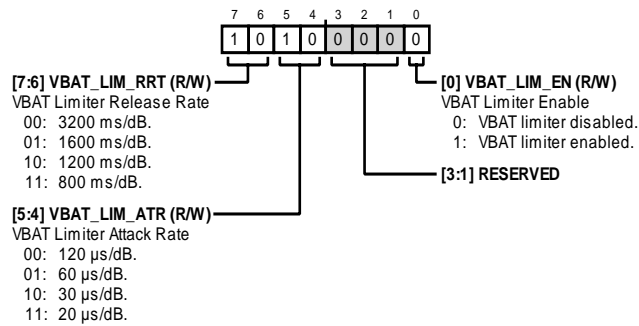 7 6 5 4 3 2 1 0
1 0 1 0 0 0 0 0
[7:6] VBAT_LIM_RRT (R/W)
VBAT Limiter Release Rate
00: 3200 ms/dB.
01: 1600 ms/dB.
10: 1200 ms/dB.
11: 800 ms/dB.
[5:4] VBAT_LIM_ATR (R/W)
VBAT Limiter Attack Rate
00: 120 µs/dB.
01: 60 µs/dB.
10: 30 µs/dB.
11: 20 µs/dB.
[0] VBAT_LIM_EN (R/W)
VBAT Limiter Enable
0: VBAT limiter disabled.
1: VBAT limiter enabled.
[3:1] RESERVED